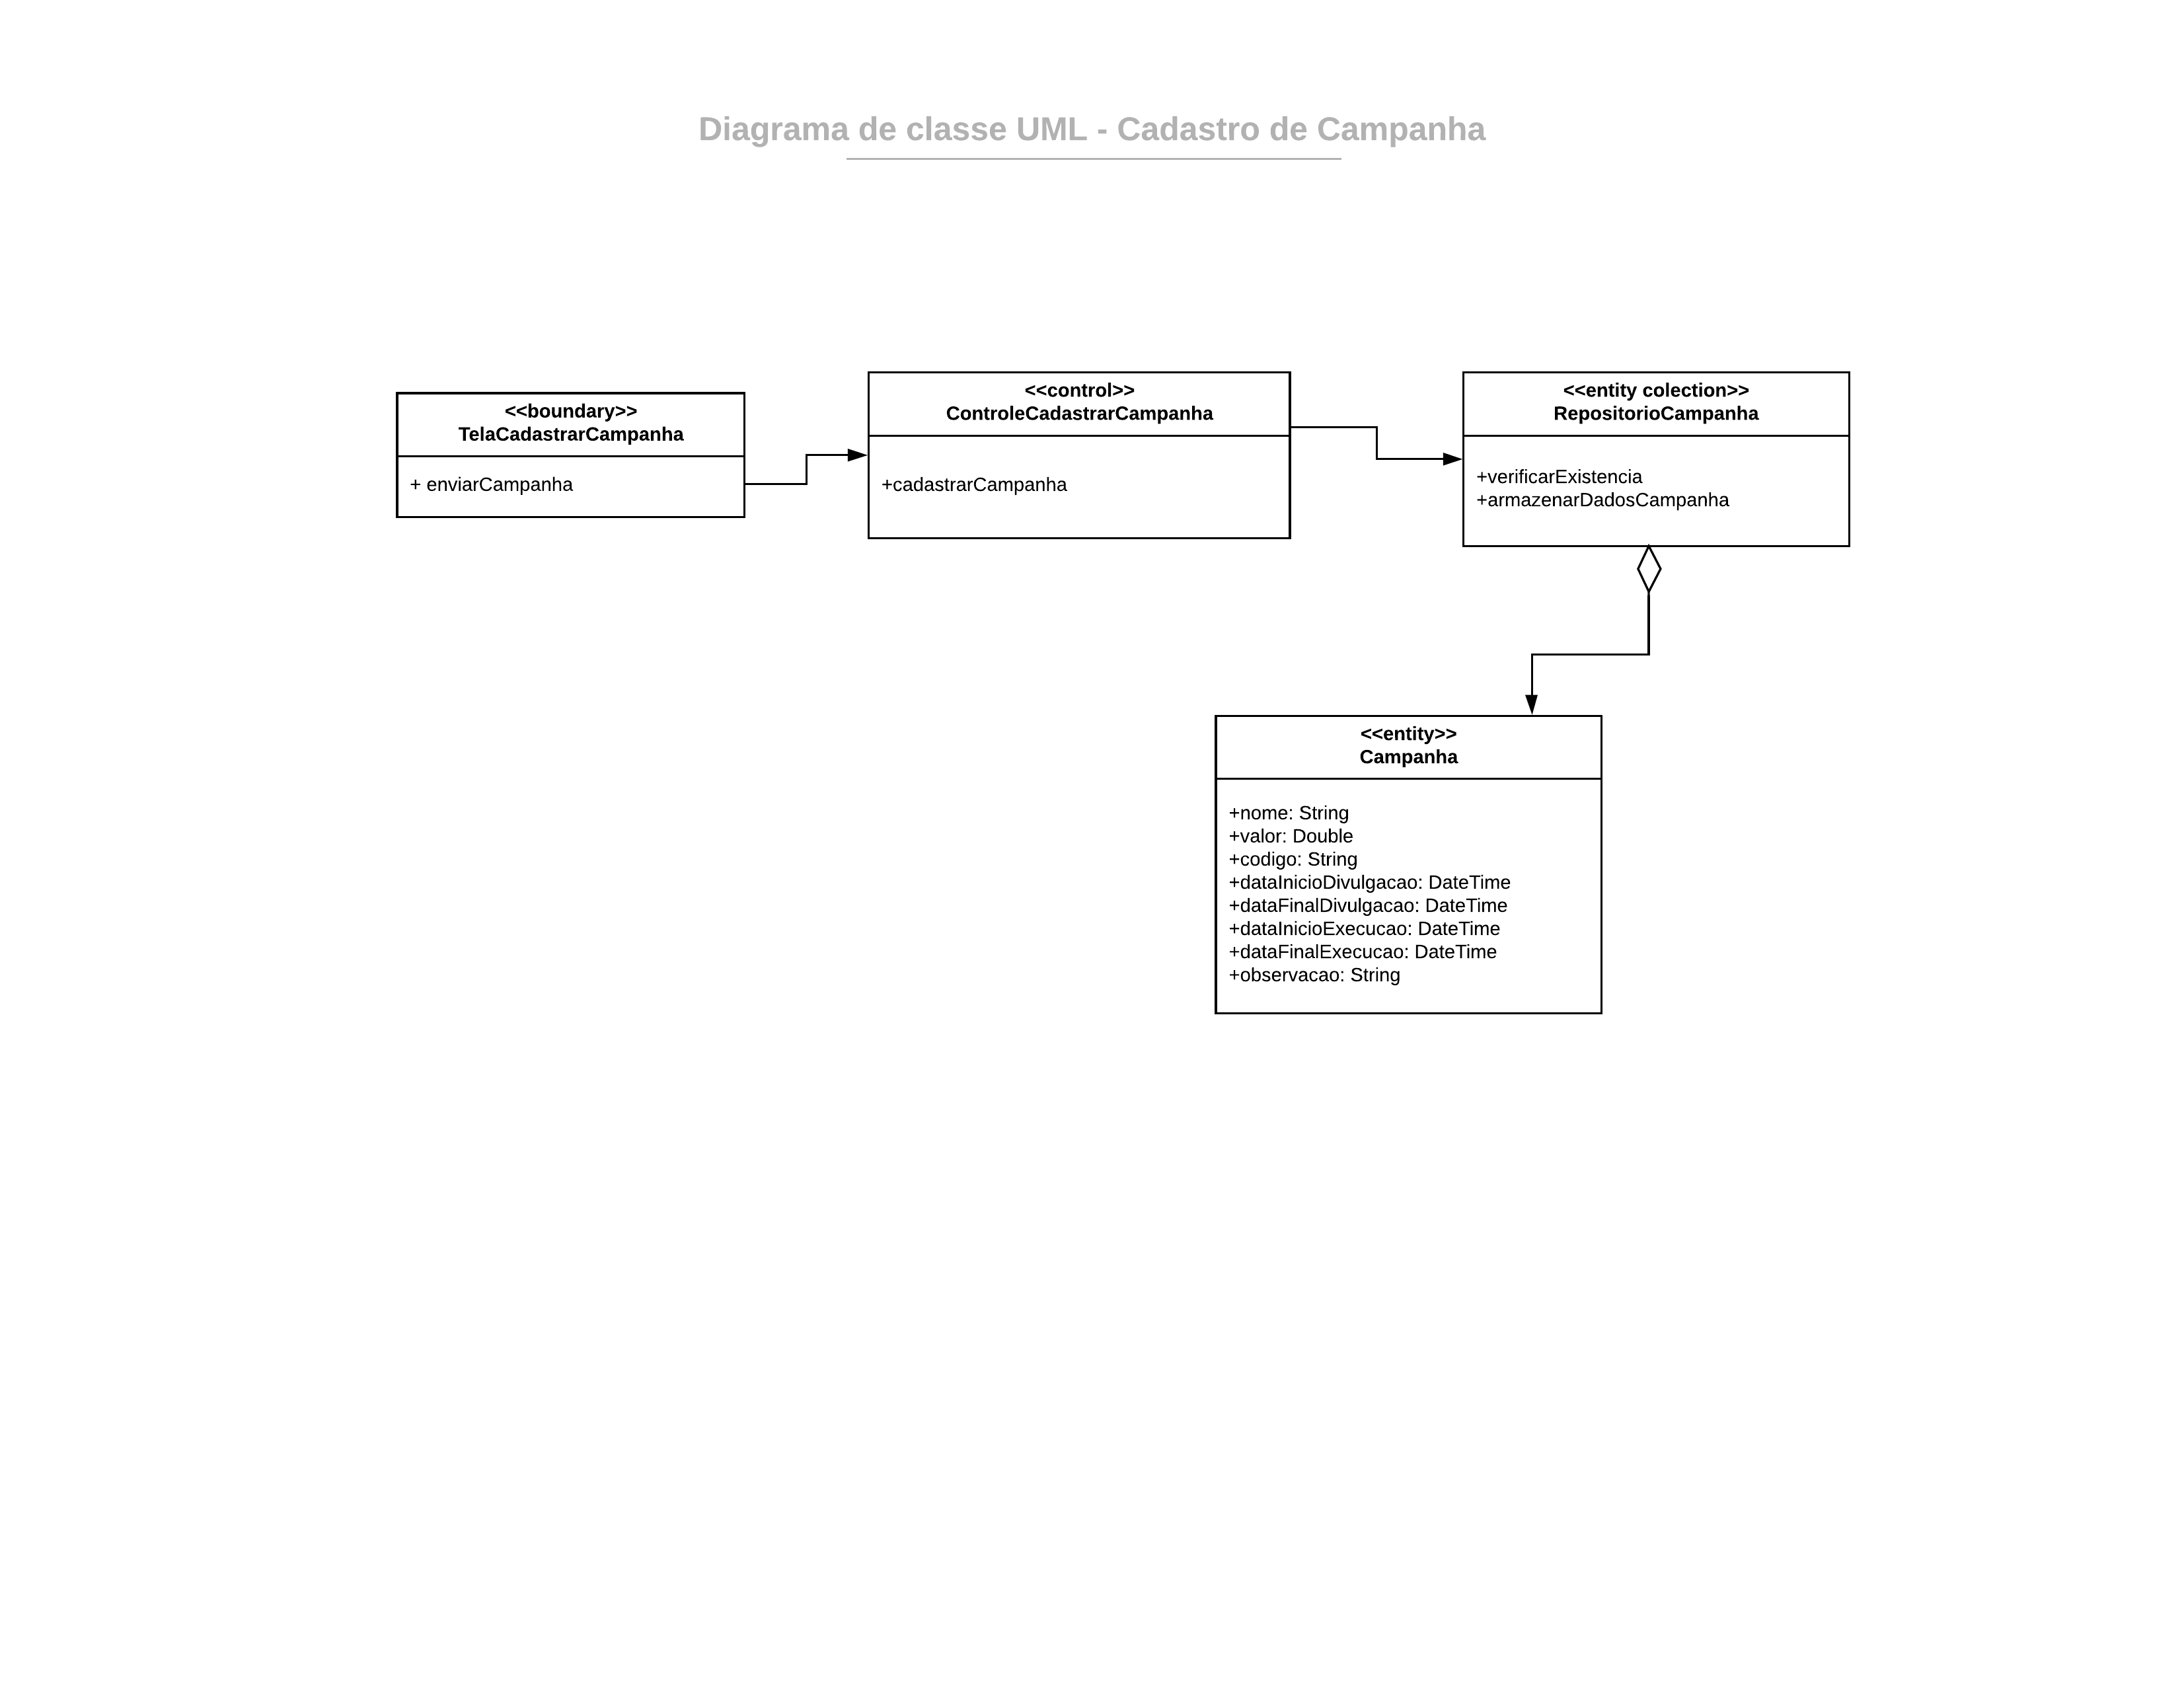 Diagrama de classe UML - Cadastro de Campanha
<<boundary>>
TelaCadastrarCampanha
+ enviarCampanha
<<control>>
ControleCadastrarCampanha
+cadastrarCampanha
<<entity colection>>
RepositorioCampanha
+verificarExistencia
+armazenarDadosCampanha
<<entity>>
Campanha
+nome: String
+valor: Double
+codigo: String
+dataInicioDivulgacao: DateTime
+dataFinalDivulgacao: DateTime
+dataInicioExecucao: DateTime
+dataFinalExecucao: DateTime
+observacao: String